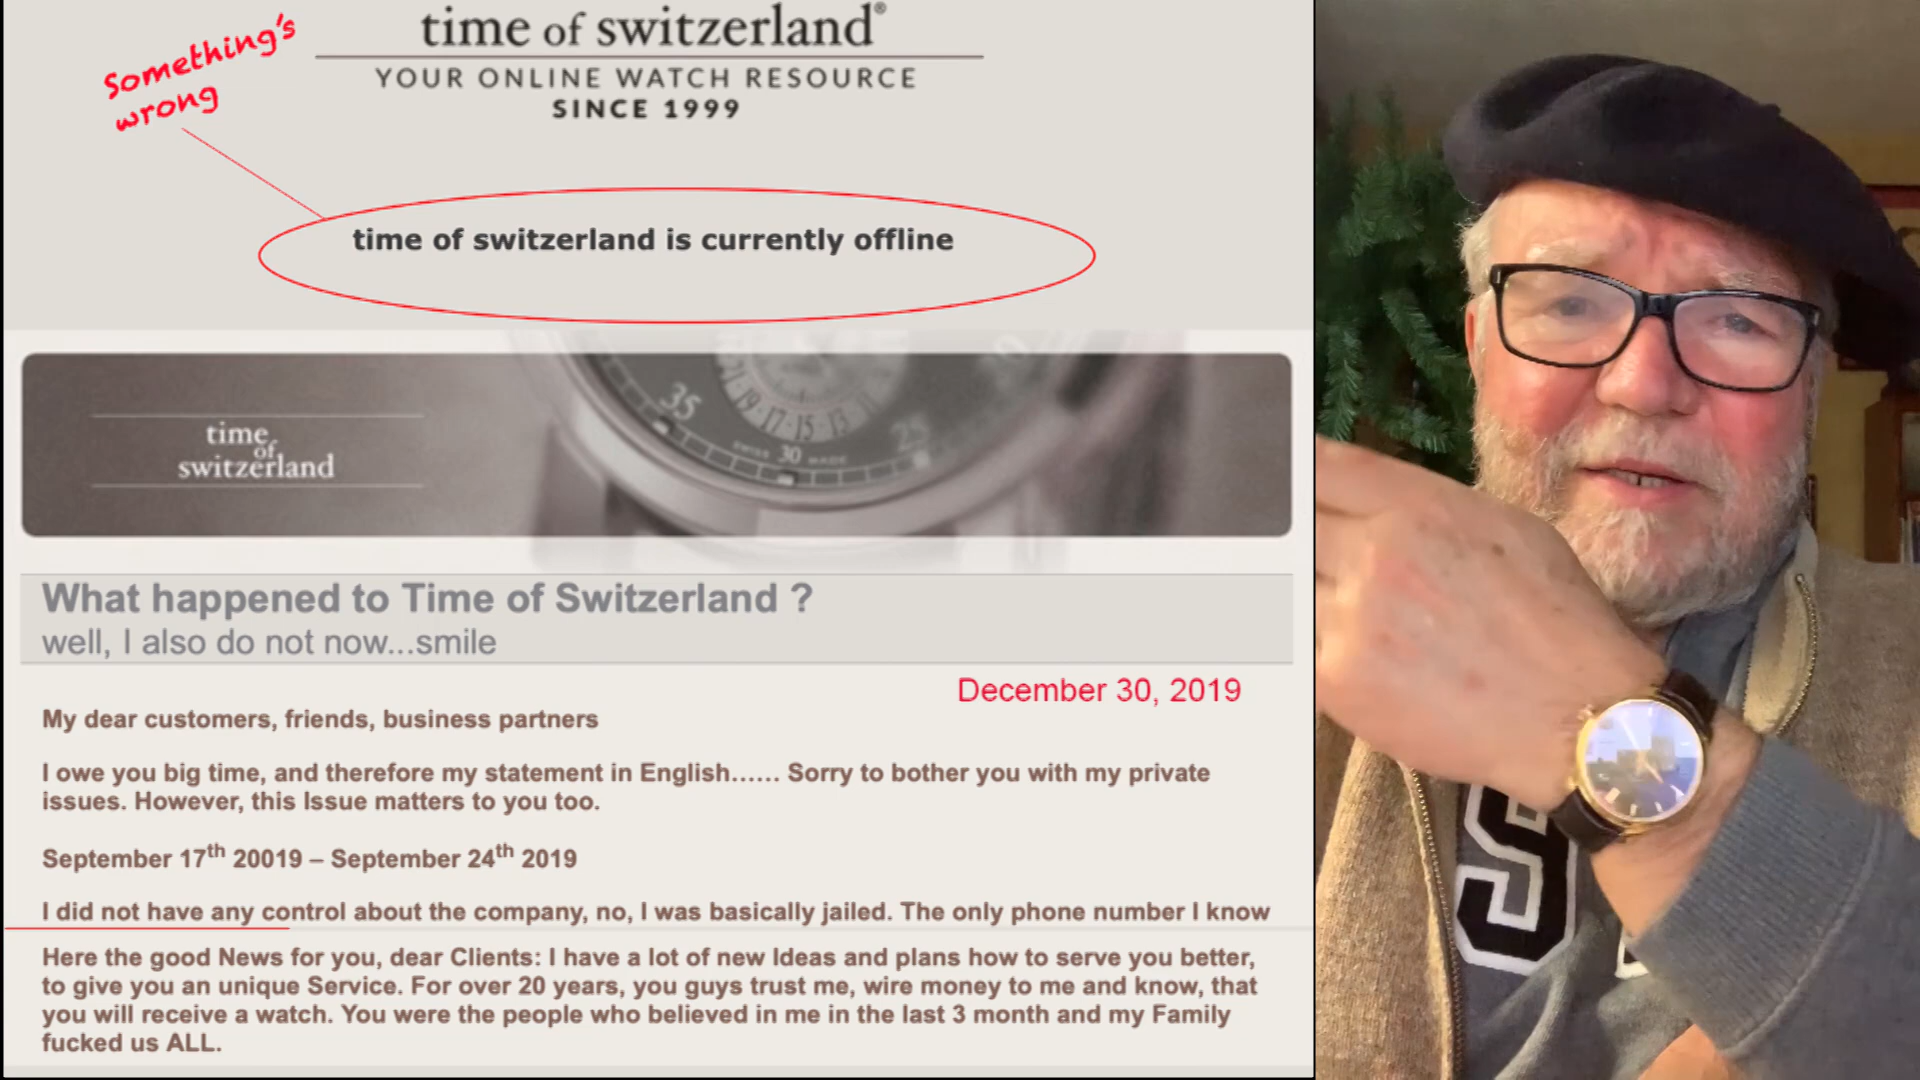 time of switzerland®
YOUR ONLINE WATCH RESOURCE
SINCE 1999
Something's
wrong
time of switzerland is currently offline
35
25
19 · 17 · 15 · 13
SWISS 30 MADE
time
of
switzerland
What happened to Time of Switzerland ?
well, I also do not now...smile
December 30, 2019
My dear customers, friends, business partners
I owe you big time, and therefore my statement in English...... Sorry to bother you with my private
issues. However, this Issue matters to you too.
September 17th 20019 – September 24th 2019
I did not have any control about the company, no, I was basically jailed. The only phone number I know
Here the good News for you, dear Clients: I have a lot of new Ideas and plans how to serve you better,
to give you an unique Service. For over 20 years, you guys trust me, wire money to me and know, that
you will receive a watch. You were the people who believed in me in the last 3 month and my Family
fucked us ALL.
S